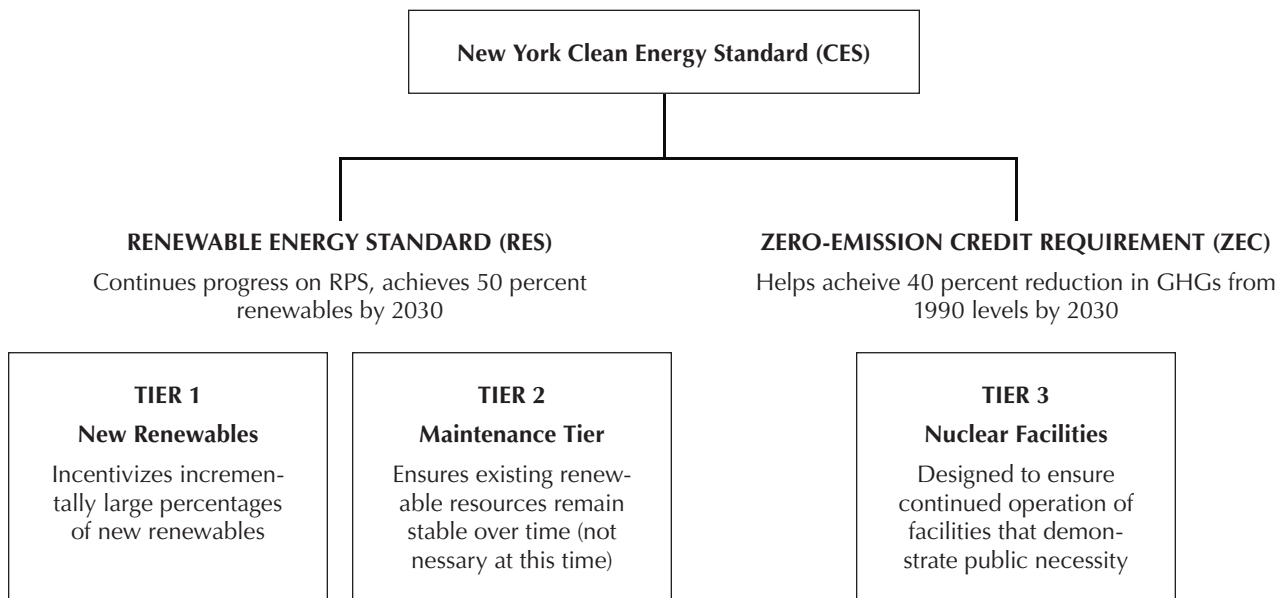 New York Clean Energy Standard (CES)
RENEWABLE ENERGY STANDARD (RES)
Continues progress on RPS, achieves 50 percent
renewables by 2030
ZERO-EMISSION CREDIT REQUIREMENT (ZEC)
Helps acheive 40 percent reduction in GHGs from
1990 levels by 2030
TIER 1
New Renewables
Incentivizes incremen-
tally large percentages
of new renewables
TIER 2
Maintenance Tier
Ensures existing renew-
able resources remain
stable over time (not
nessary at this time)
TIER 3
Nuclear Facilities
Designed to ensure
continued operation of
facilities that demon-
strate public necessity